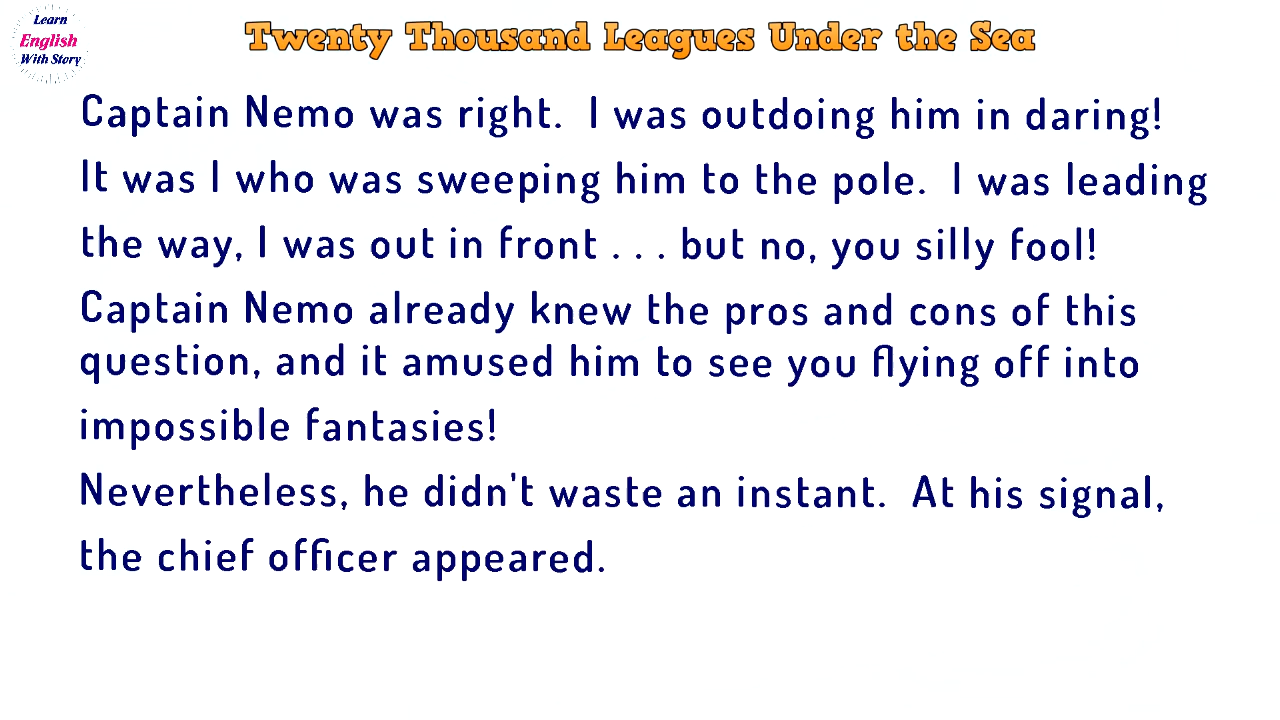 Learn
English
With Story
Twenty Thousand Leagues Under the Sea
Captain Nemo was right.  I was outdoing him in daring!
It was I who was sweeping him to the pole.  I was leading
the way, I was out in front . . . but no, you silly fool!
Captain Nemo already knew the pros and cons of this
question, and it amused him to see you flying off into
impossible fantasies!
Nevertheless, he didn't waste an instant.  At his signal,
the chief officer appeared.